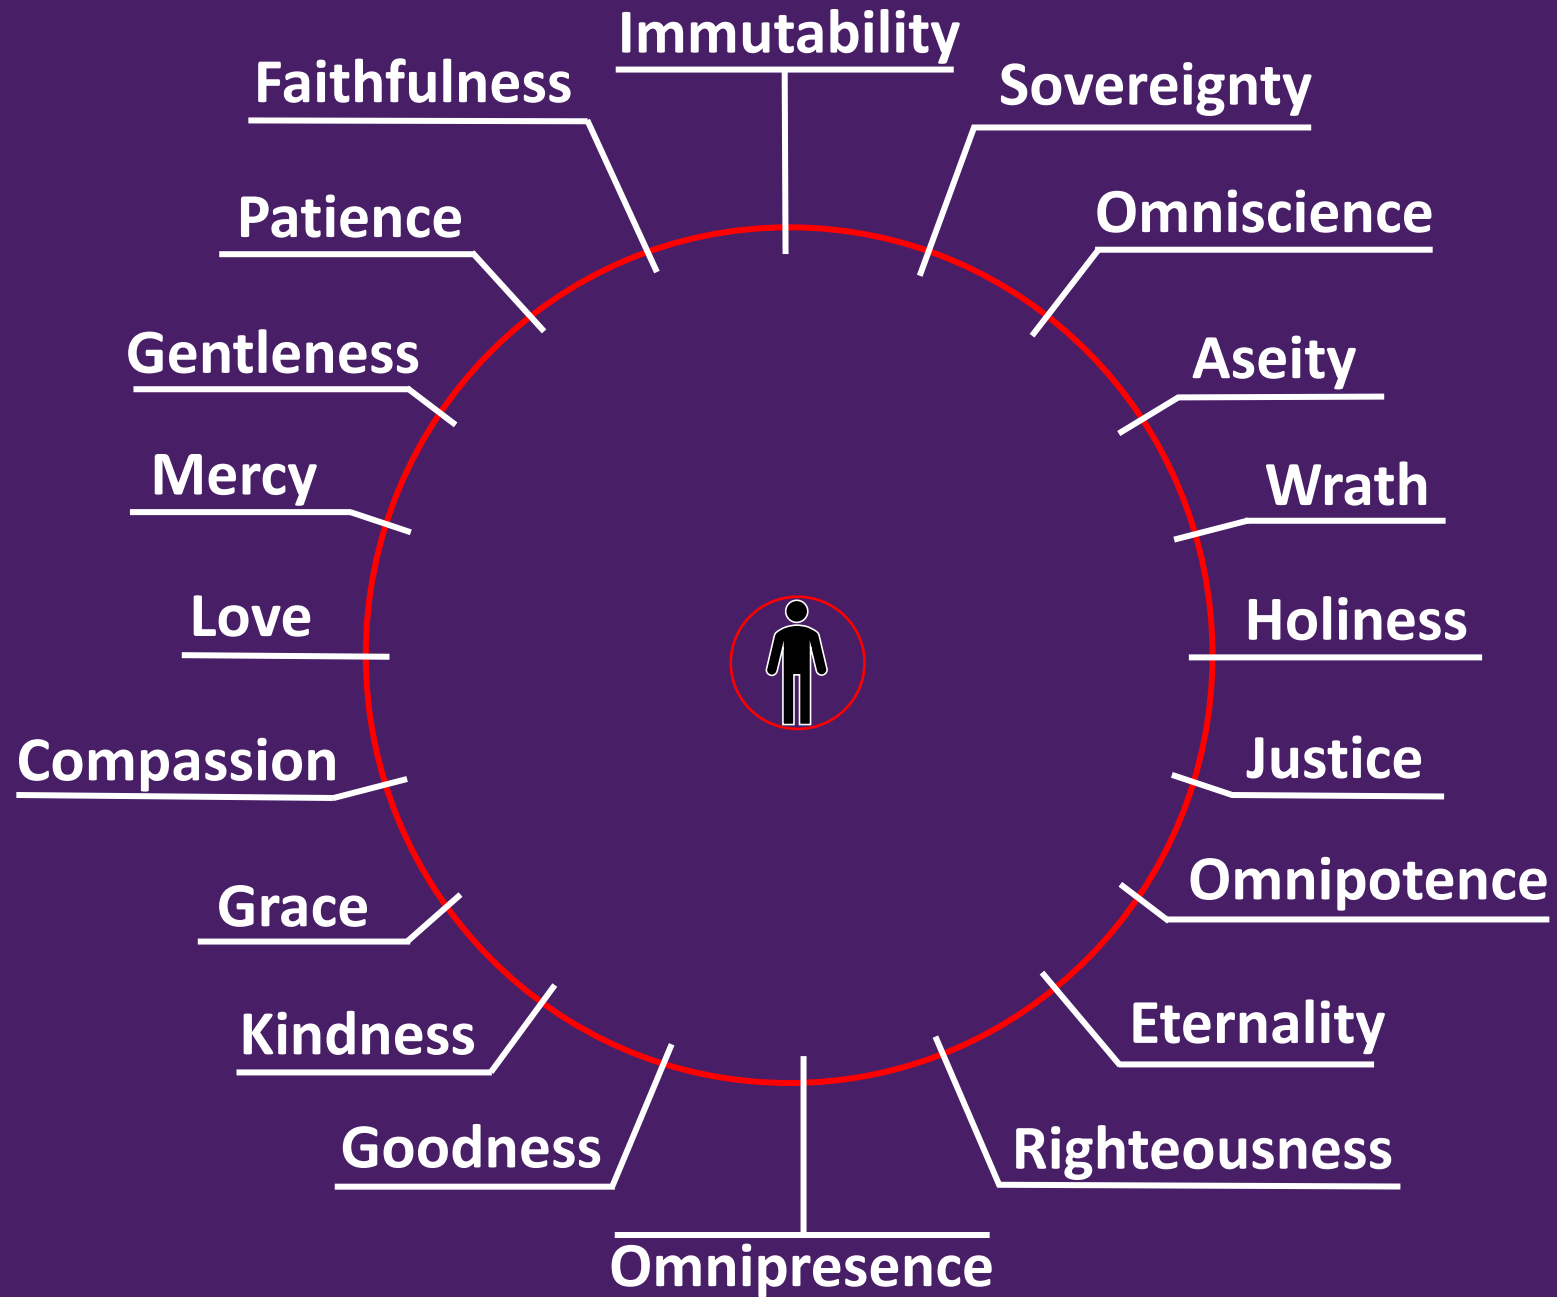 Immutability
Faithfulness
Sovereignty
Patience
Omniscience
Gentleness
Aseity
Mercy
Wrath
Love
Holiness
Compassion
Justice
Omnipotence
Grace
Eternality
Kindness
Goodness
Righteousness
Omnipresence